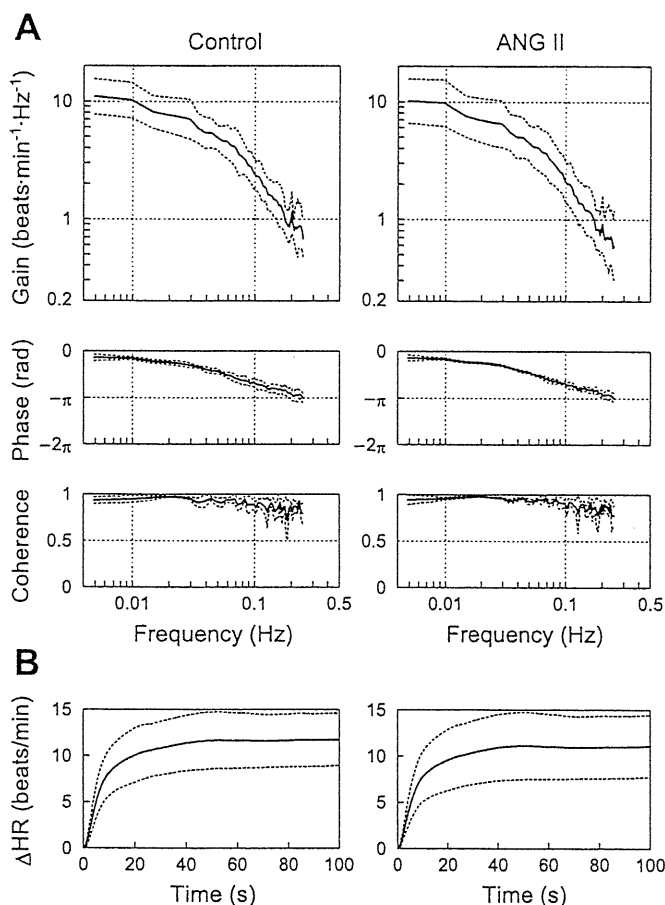 A
Control
ANG II
Gain (beats·min⁻¹·Hz⁻¹)
10
1
0.2
10
1
0.2
Phase (rad)
0
−π
−2π
0
−π
−2π
Coherence
1
0.5
0
1
0.5
0
0.01
0.1
0.5
0.01
0.1
0.5
Frequency (Hz)
Frequency (Hz)
B
ΔHR (beats/min)
15
10
5
0
15
10
5
0
0 20 40 60 80 100
0 20 40 60 80 100
Time (s)
Time (s)